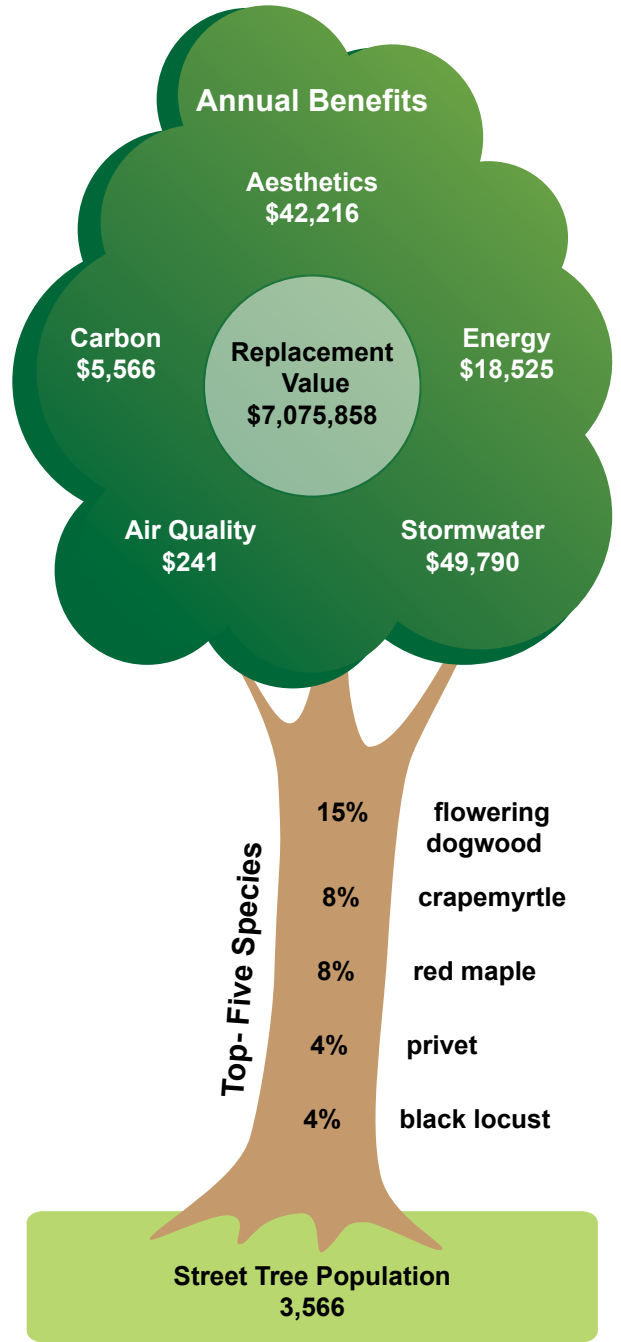 Annual Benefits
Aesthetics
$42,216
Carbon
$5,566
Replacement
Value
$7,075,858
Energy
$18,525
Air Quality
$241
Stormwater
$49,790
Top- Five Species
15% flowering
dogwood
8% crapemyrtle
8% red maple
4% privet
4% black locust
Street Tree Population
3,566